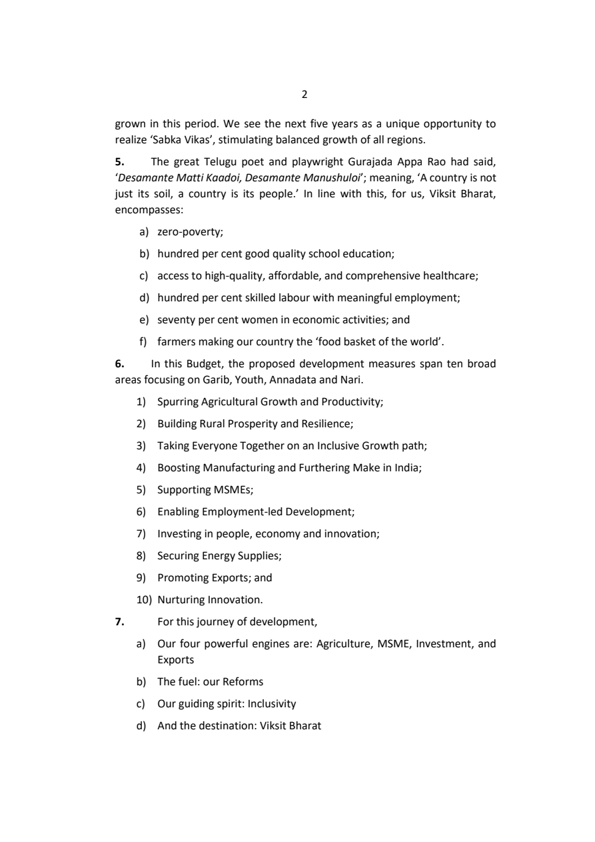 2
grown in this period. We see the next five years as a unique opportunity to
realize ‘Sabka Vikas’, stimulating balanced growth of all regions.
5. The great Telugu poet and playwright Gurajada Appa Rao had said,
‘Desamante Matti Kaadoi, Desamante Manushuloi’; meaning, ‘A country is not
just its soil, a country is its people.’ In line with this, for us, Viksit Bharat,
encompasses:
a) zero-poverty;
b) hundred per cent good quality school education;
c) access to high-quality, affordable, and comprehensive healthcare;
d) hundred per cent skilled labour with meaningful employment;
e) seventy per cent women in economic activities; and
f) farmers making our country the ‘food basket of the world’.
6. In this Budget, the proposed development measures span ten broad
areas focusing on Garib, Youth, Annadata and Nari.
1) Spurring Agricultural Growth and Productivity;
2) Building Rural Prosperity and Resilience;
3) Taking Everyone Together on an Inclusive Growth path;
4) Boosting Manufacturing and Furthering Make in India;
5) Supporting MSMEs;
6) Enabling Employment-led Development;
7) Investing in people, economy and innovation;
8) Securing Energy Supplies;
9) Promoting Exports; and
10) Nurturing Innovation.
7. For this journey of development,
a) Our four powerful engines are: Agriculture, MSME, Investment, and
Exports
b) The fuel: our Reforms
c) Our guiding spirit: Inclusivity
d) And the destination: Viksit Bharat